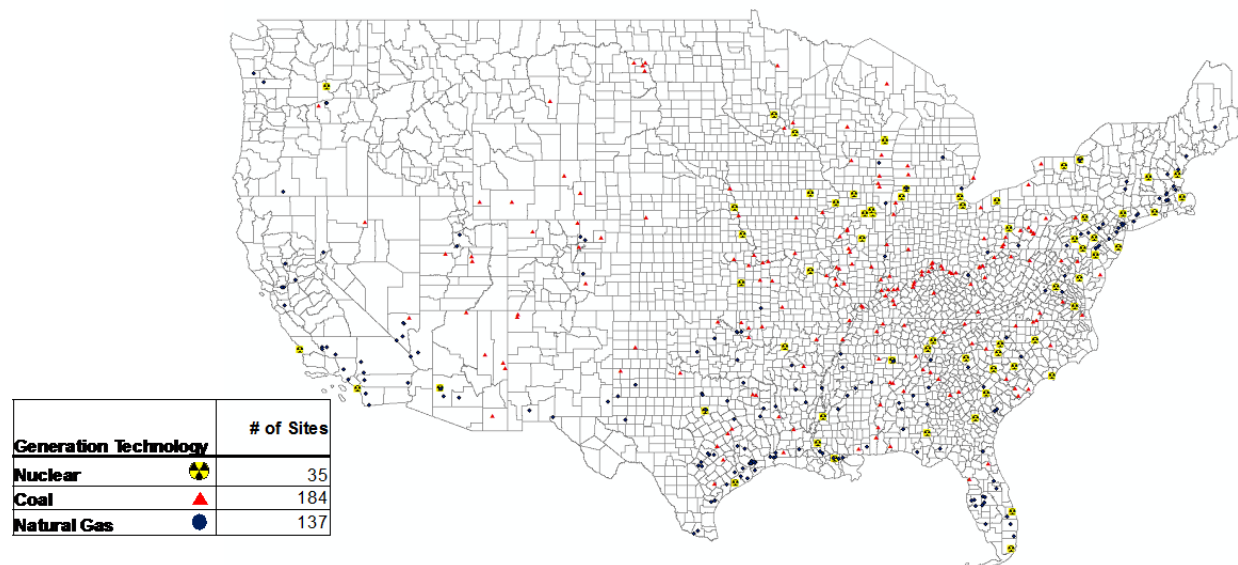 # of Sites
Generation Technology
Nuclear 35
Coal 184
Natural Gas 137